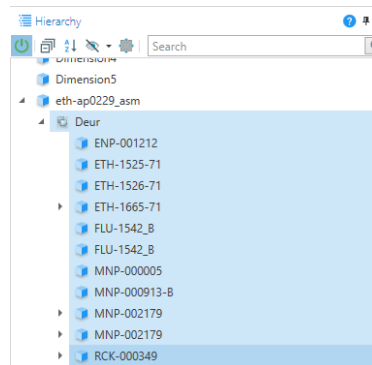 Hierarchy
Search
Dimension4
Dimension5
eth-ap0229_asm
Deur
ENP-001212
ETH-1525-71
ETH-1526-71
ETH-1665-71
FLU-1542_B
FLU-1542_B
MNP-000005
MNP-000913-B
MNP-002179
MNP-002179
RCK-000349